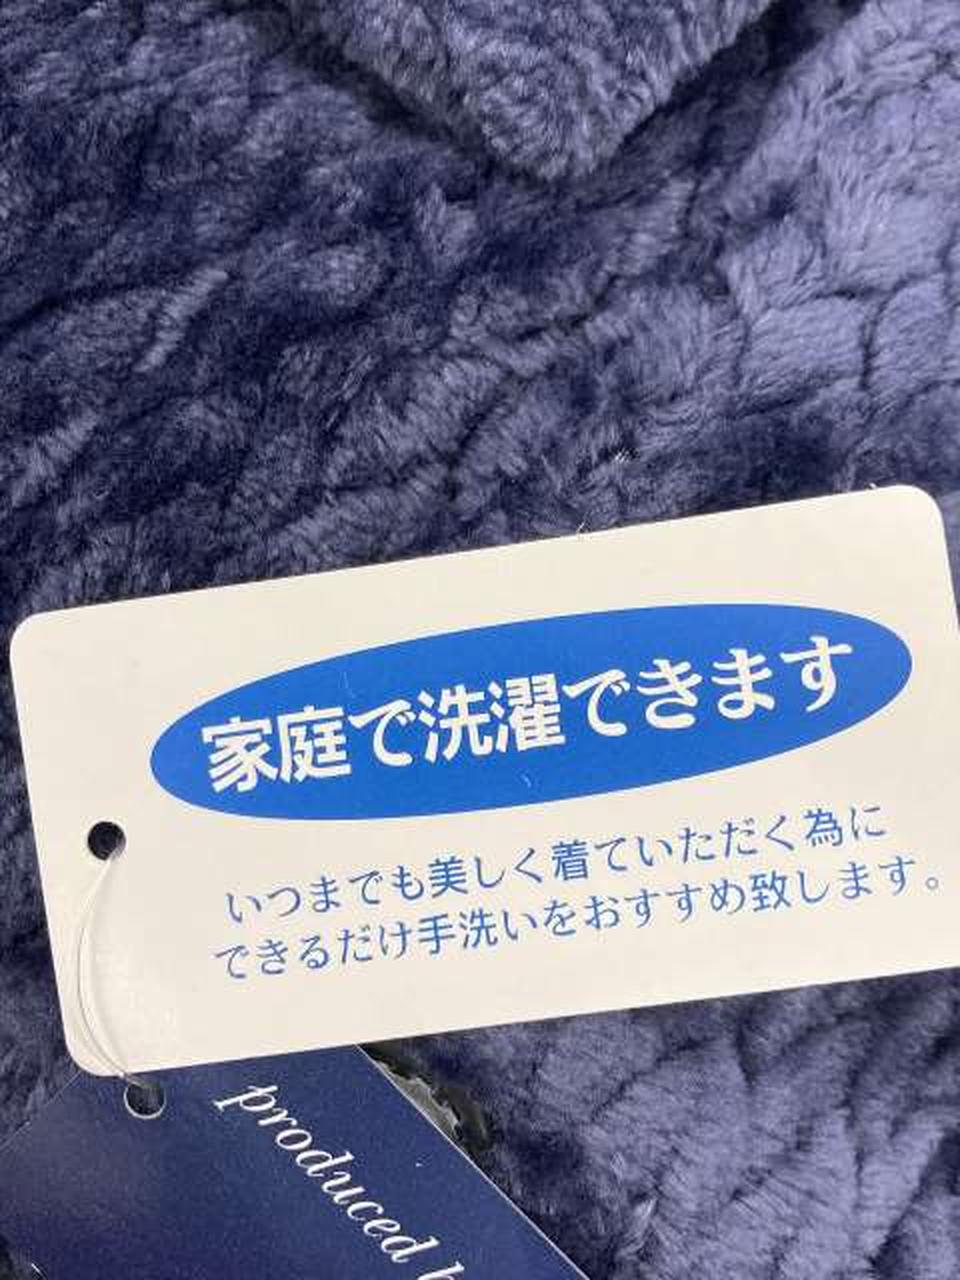 家庭で洗濯できます
いつまでも美しく着ていただく為に
できるだけ手洗いをおすすめ致します。
produced